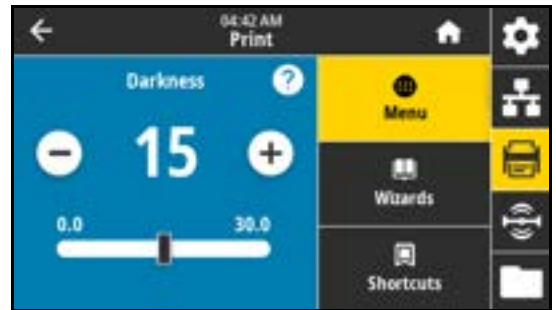 04:42 AM
Print
Darkness
?
Menu
15
Wizards
0.0 30.0
Shortcuts